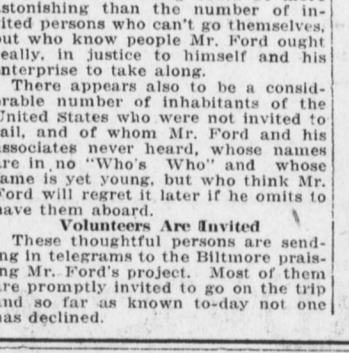 astonishing than the number of in-
vited persons who can't go themselves,
but who know people Mr. Ford ought
really, in justice to himself and his
enterprise to take along.
There appears also to be a consid-
erable number of inhabitants of the
United States who were not invited to
sail, and of whom Mr. Ford and his
associates never heard, whose names
are in no "Who's Who" and whose
fame is yet young, but who think Mr.
Ford will regret it later if he omits to
have them aboard.
Volunteers Are Invited
These thoughtful persons are send-
ing in telegrams to the Biltmore prais-
ing Mr. Ford's project. Most of them
are promptly invited to go on the trip
and so far as known to-day not one
has declined.